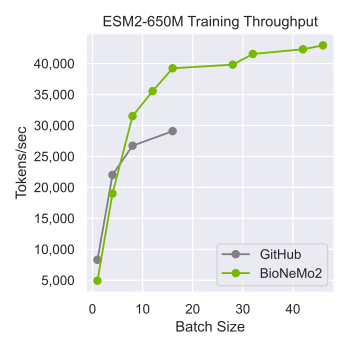 ESM2-650M Training Throughput
Tokens/sec
40,000
35,000
30,000
25,000
20,000
15,000
10,000
5,000
GitHub
BioNeMo2
0 10 20 30 40
Batch Size